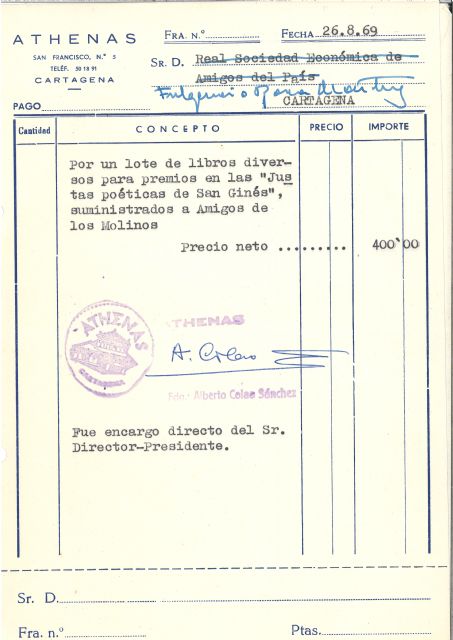 ATHENAS
SAN FRANCISCO, N.º 5
TELÉF. 50 18 91
CARTAGENA
PAGO
FRA. N.º
FECHA 26.8.69
SR. D. Real Sociedad Económica de
Amigos del País
CARTAGENA
Cantidad CONCEPTO PRECIO IMPORTE
Por un lote de libros diver-
sos para premios en las "Jus
tas poéticas de San Ginés",
suministrados a Amigos de
los Molinos
Precio neto ......... 400'00
ATHENAS
CARTAGENA
ATHENAS
A. Colao
Fdo.: Alberto Colao Sánchez
Fue encargo directo del Sr.
Director-Presidente.
Sr. D.
Fra. n.º Ptas.